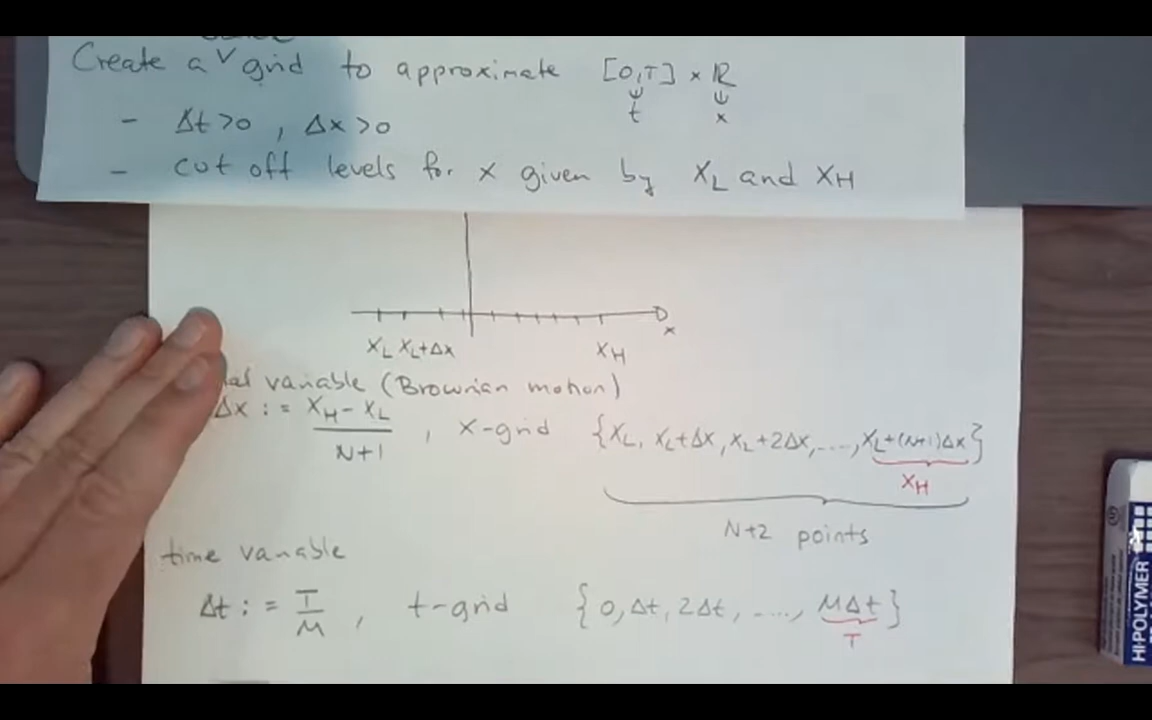 Create a ∨ grid to approximate [0,T] × ℝ
t x
- Δt>0 , Δx>0
- cut off levels for x given by X_L and X_H
x
X_L X_L+Δx X_H
variable (Brownian motion)
Δx := (X_H - X_L)/(N+1) , x-grid {X_L, X_L+Δx, X_L+2Δx, ...., X_L+(N+1)Δx}
X_H
N+2 points
time variable
Δt := T/M , t-grid {0, Δt, 2Δt, ...., MΔt}
T
HI-POLYMER